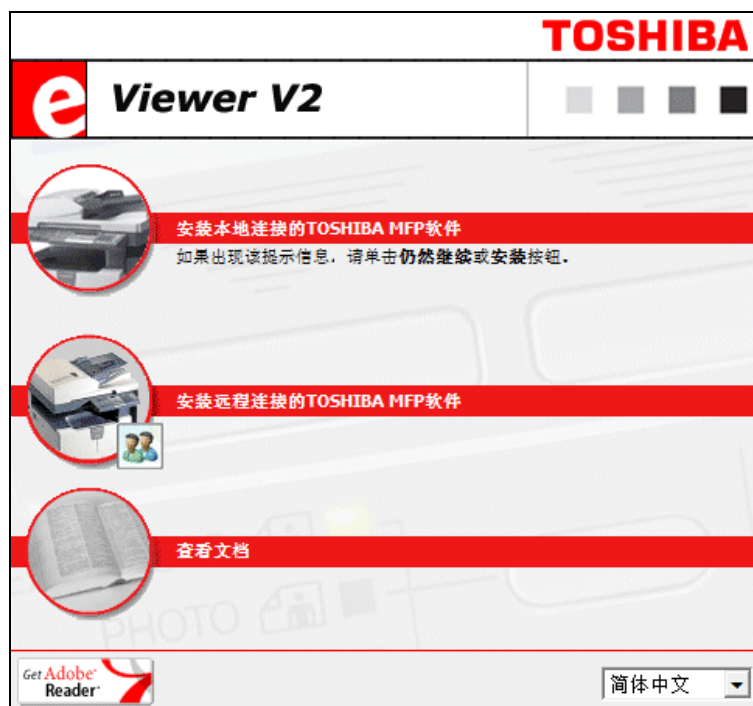 TOSHIBA
e Viewer V2
安装本地连接的TOSHIBA MFP软件
如果出现该提示信息，请单击仍然继续或安装按钮。
安装远程连接的TOSHIBA MFP软件
查看文档
PHOTO
Get Adobe
Reader
简体中文